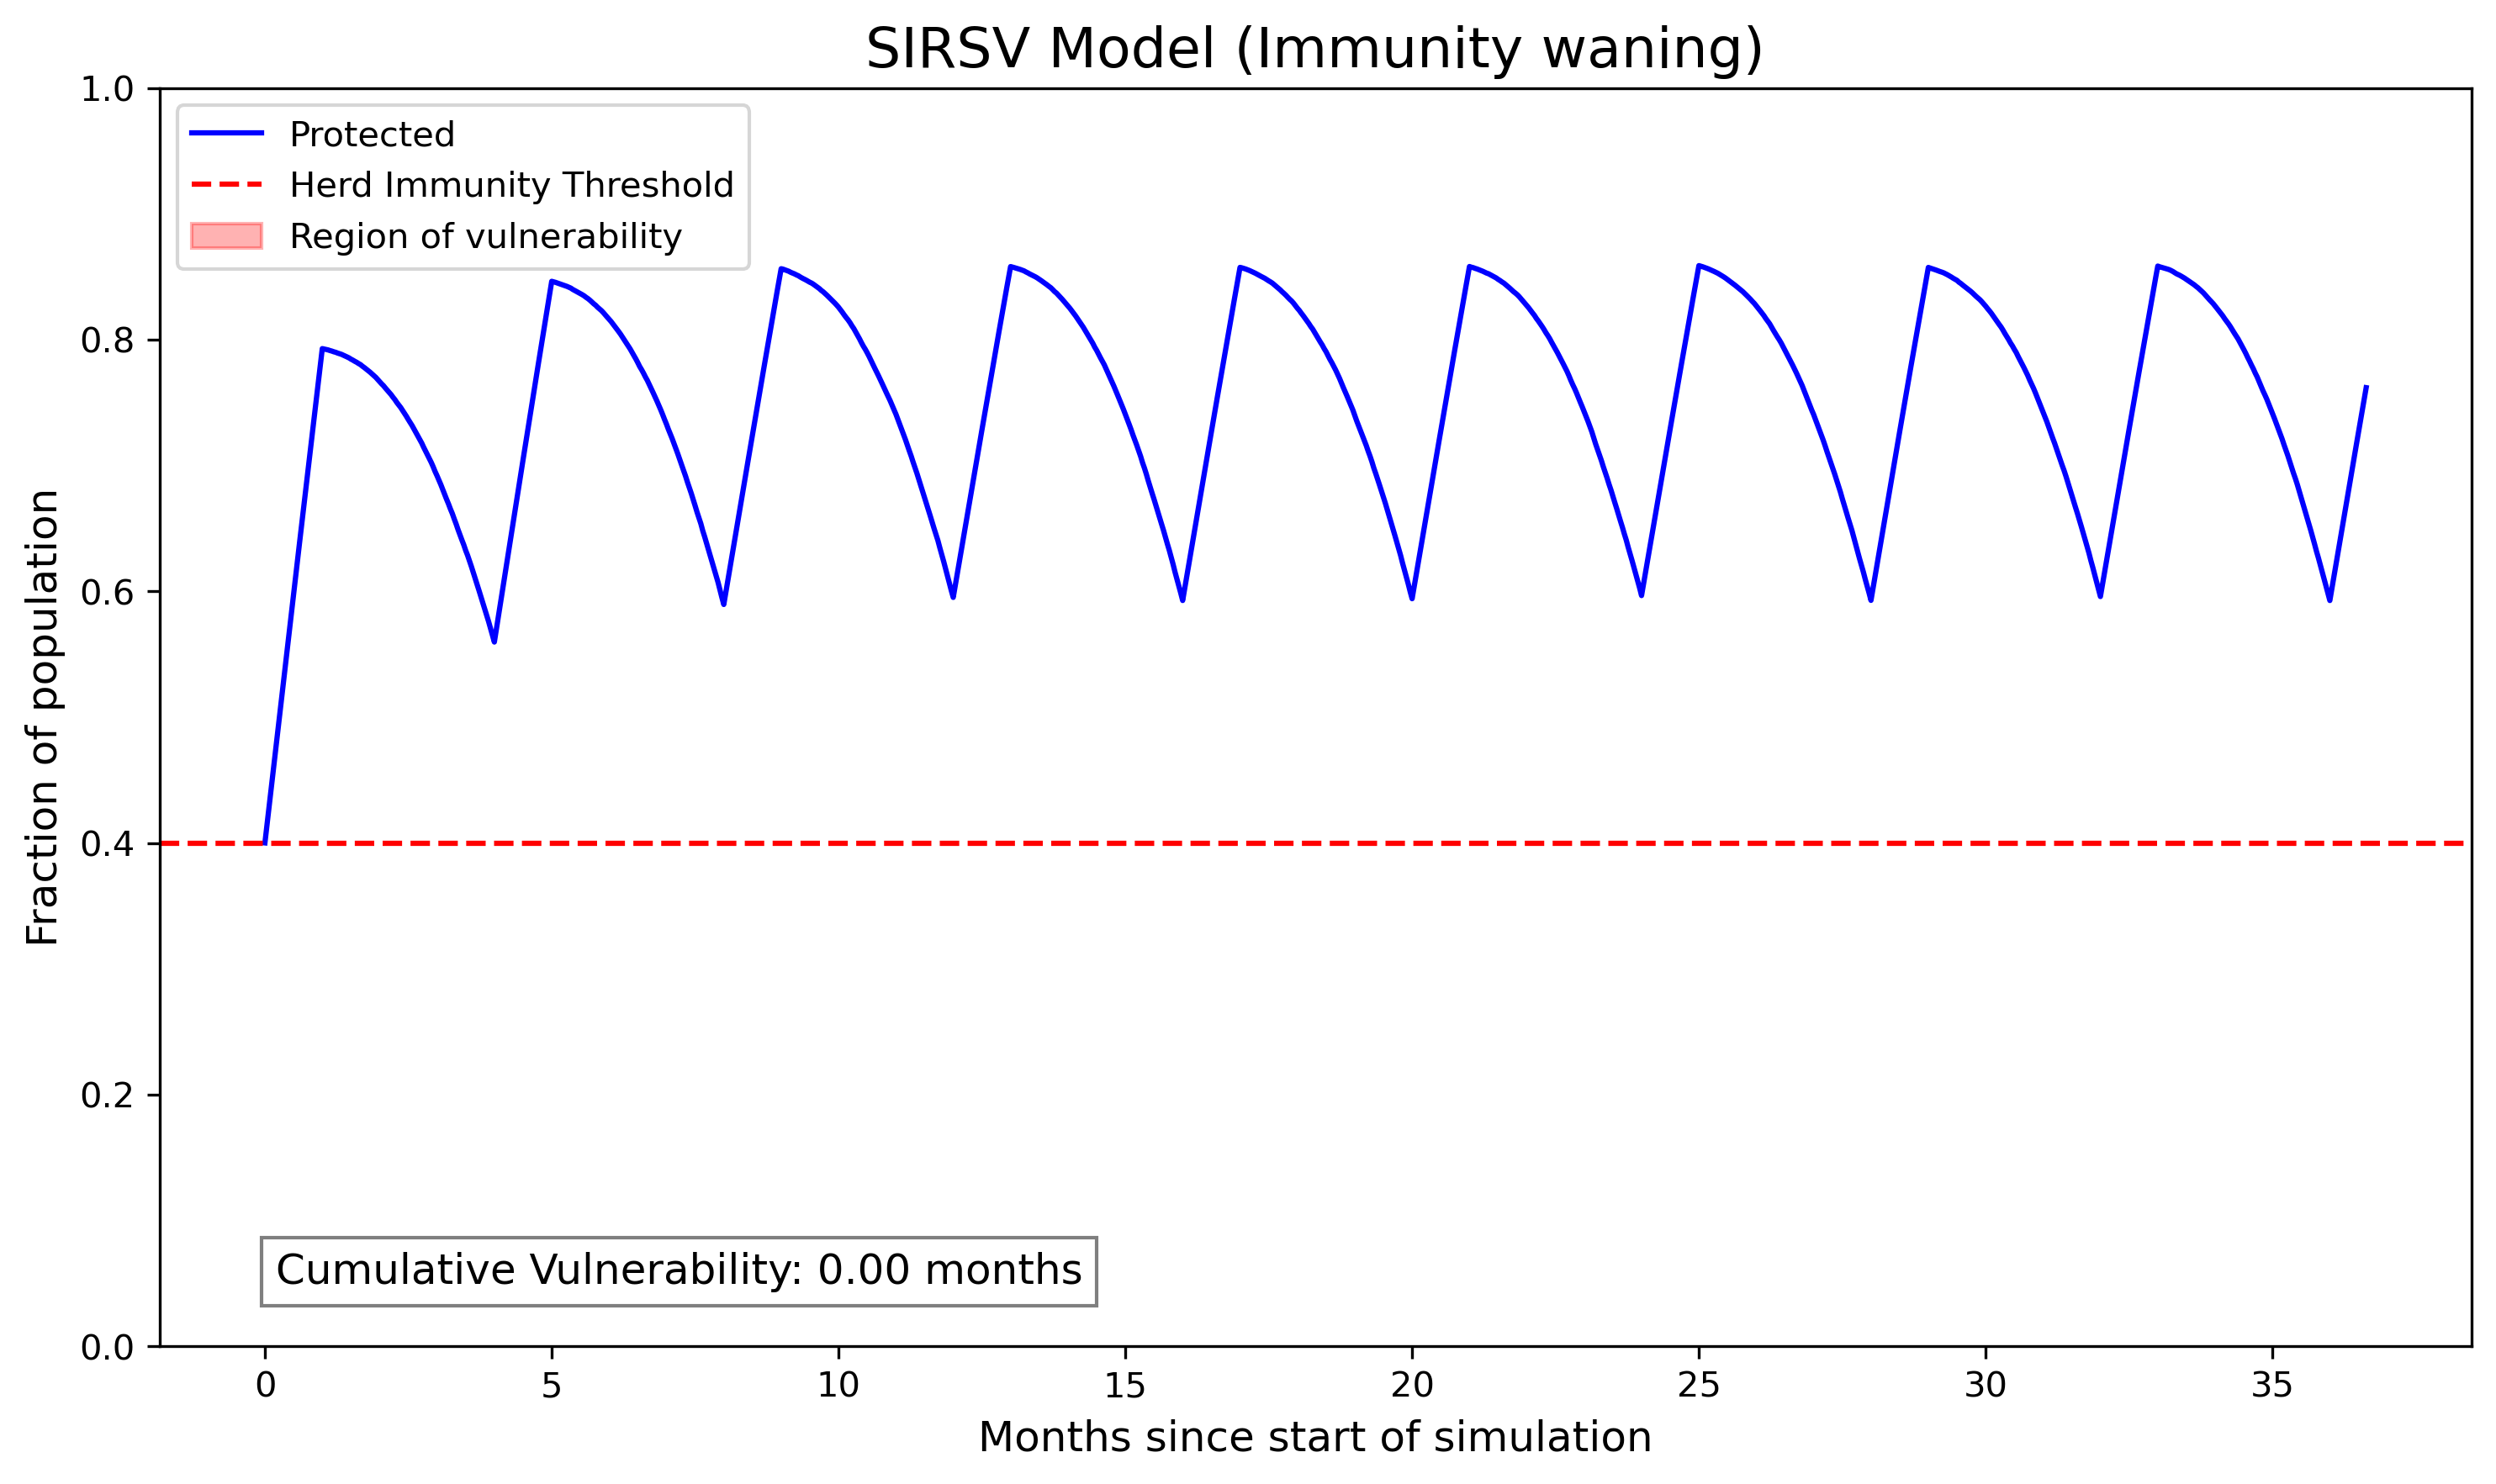 SIRSV Model (Immunity waning)
Protected
Herd Immunity Threshold
Region of vulnerability
Fraction of population
1.0
0.8
0.6
0.4
0.2
0.0
Cumulative Vulnerability: 0.00 months
0 5 10 15 20 25 30 35
Months since start of simulation